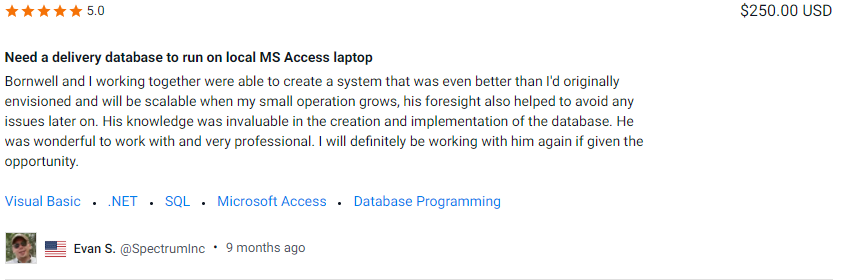 5.0 $250.00 USD
Need a delivery database to run on local MS Access laptop
Bornwell and I working together were able to create a system that was even better than I'd originally
envisioned and will be scalable when my small operation grows, his foresight also helped to avoid any
issues later on. His knowledge was invaluable in the creation and implementation of the database. He
was wonderful to work with and very professional. I will definitely be working with him again if given the
opportunity.
Visual Basic • .NET • SQL • Microsoft Access • Database Programming
Evan S. @SpectrumInc • 9 months ago